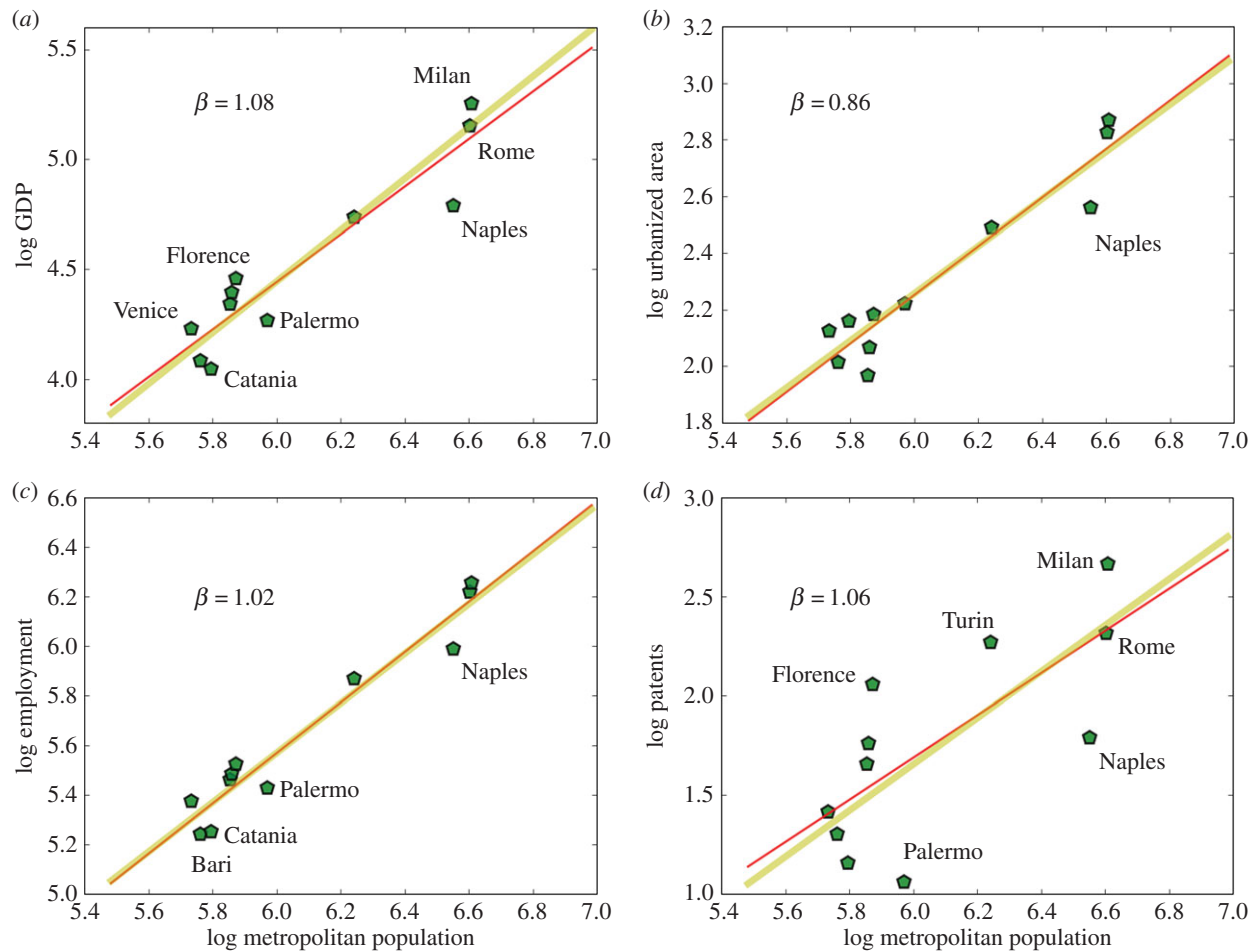 (a)
5.5
5.0
4.5
4.0
log GDP
β = 1.08
Milan
Rome
Naples
Florence
Venice
Palermo
Catania
5.4 5.6 5.8 6.0 6.2 6.4 6.6 6.8 7.0
(b)
3.2
3.0
2.8
2.6
2.4
2.2
2.0
1.8
log urbanized area
β = 0.86
Naples
5.4 5.6 5.8 6.0 6.2 6.4 6.6 6.8 7.0
(c)
6.6
6.4
6.2
6.0
5.8
5.6
5.4
5.2
5.0
log employment
β = 1.02
Naples
Palermo
Catania
Bari
5.4 5.6 5.8 6.0 6.2 6.4 6.6 6.8 7.0
log metropolitan population
(d)
3.0
2.5
2.0
1.5
1.0
log patents
β = 1.06
Milan
Turin
Rome
Florence
Naples
Palermo
5.4 5.6 5.8 6.0 6.2 6.4 6.6 6.8 7.0
log metropolitan population